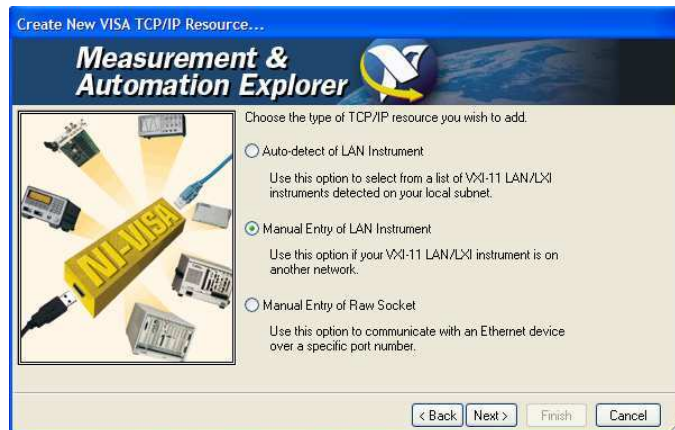 Create New VISA TCP/IP Resource...
Measurement &
Automation Explorer
Choose the type of TCP/IP resource you wish to add.
Auto-detect of LAN Instrument
Use this option to select from a list of VXI-11 LAN/LXI
instruments detected on your local subnet.
Manual Entry of LAN Instrument
Use this option if your VXI-11 LAN/LXI instrument is on
another network.
Manual Entry of Raw Socket
Use this option to communicate with an Ethernet device
over a specific port number.
NI-VISA
< Back Next > Finish Cancel